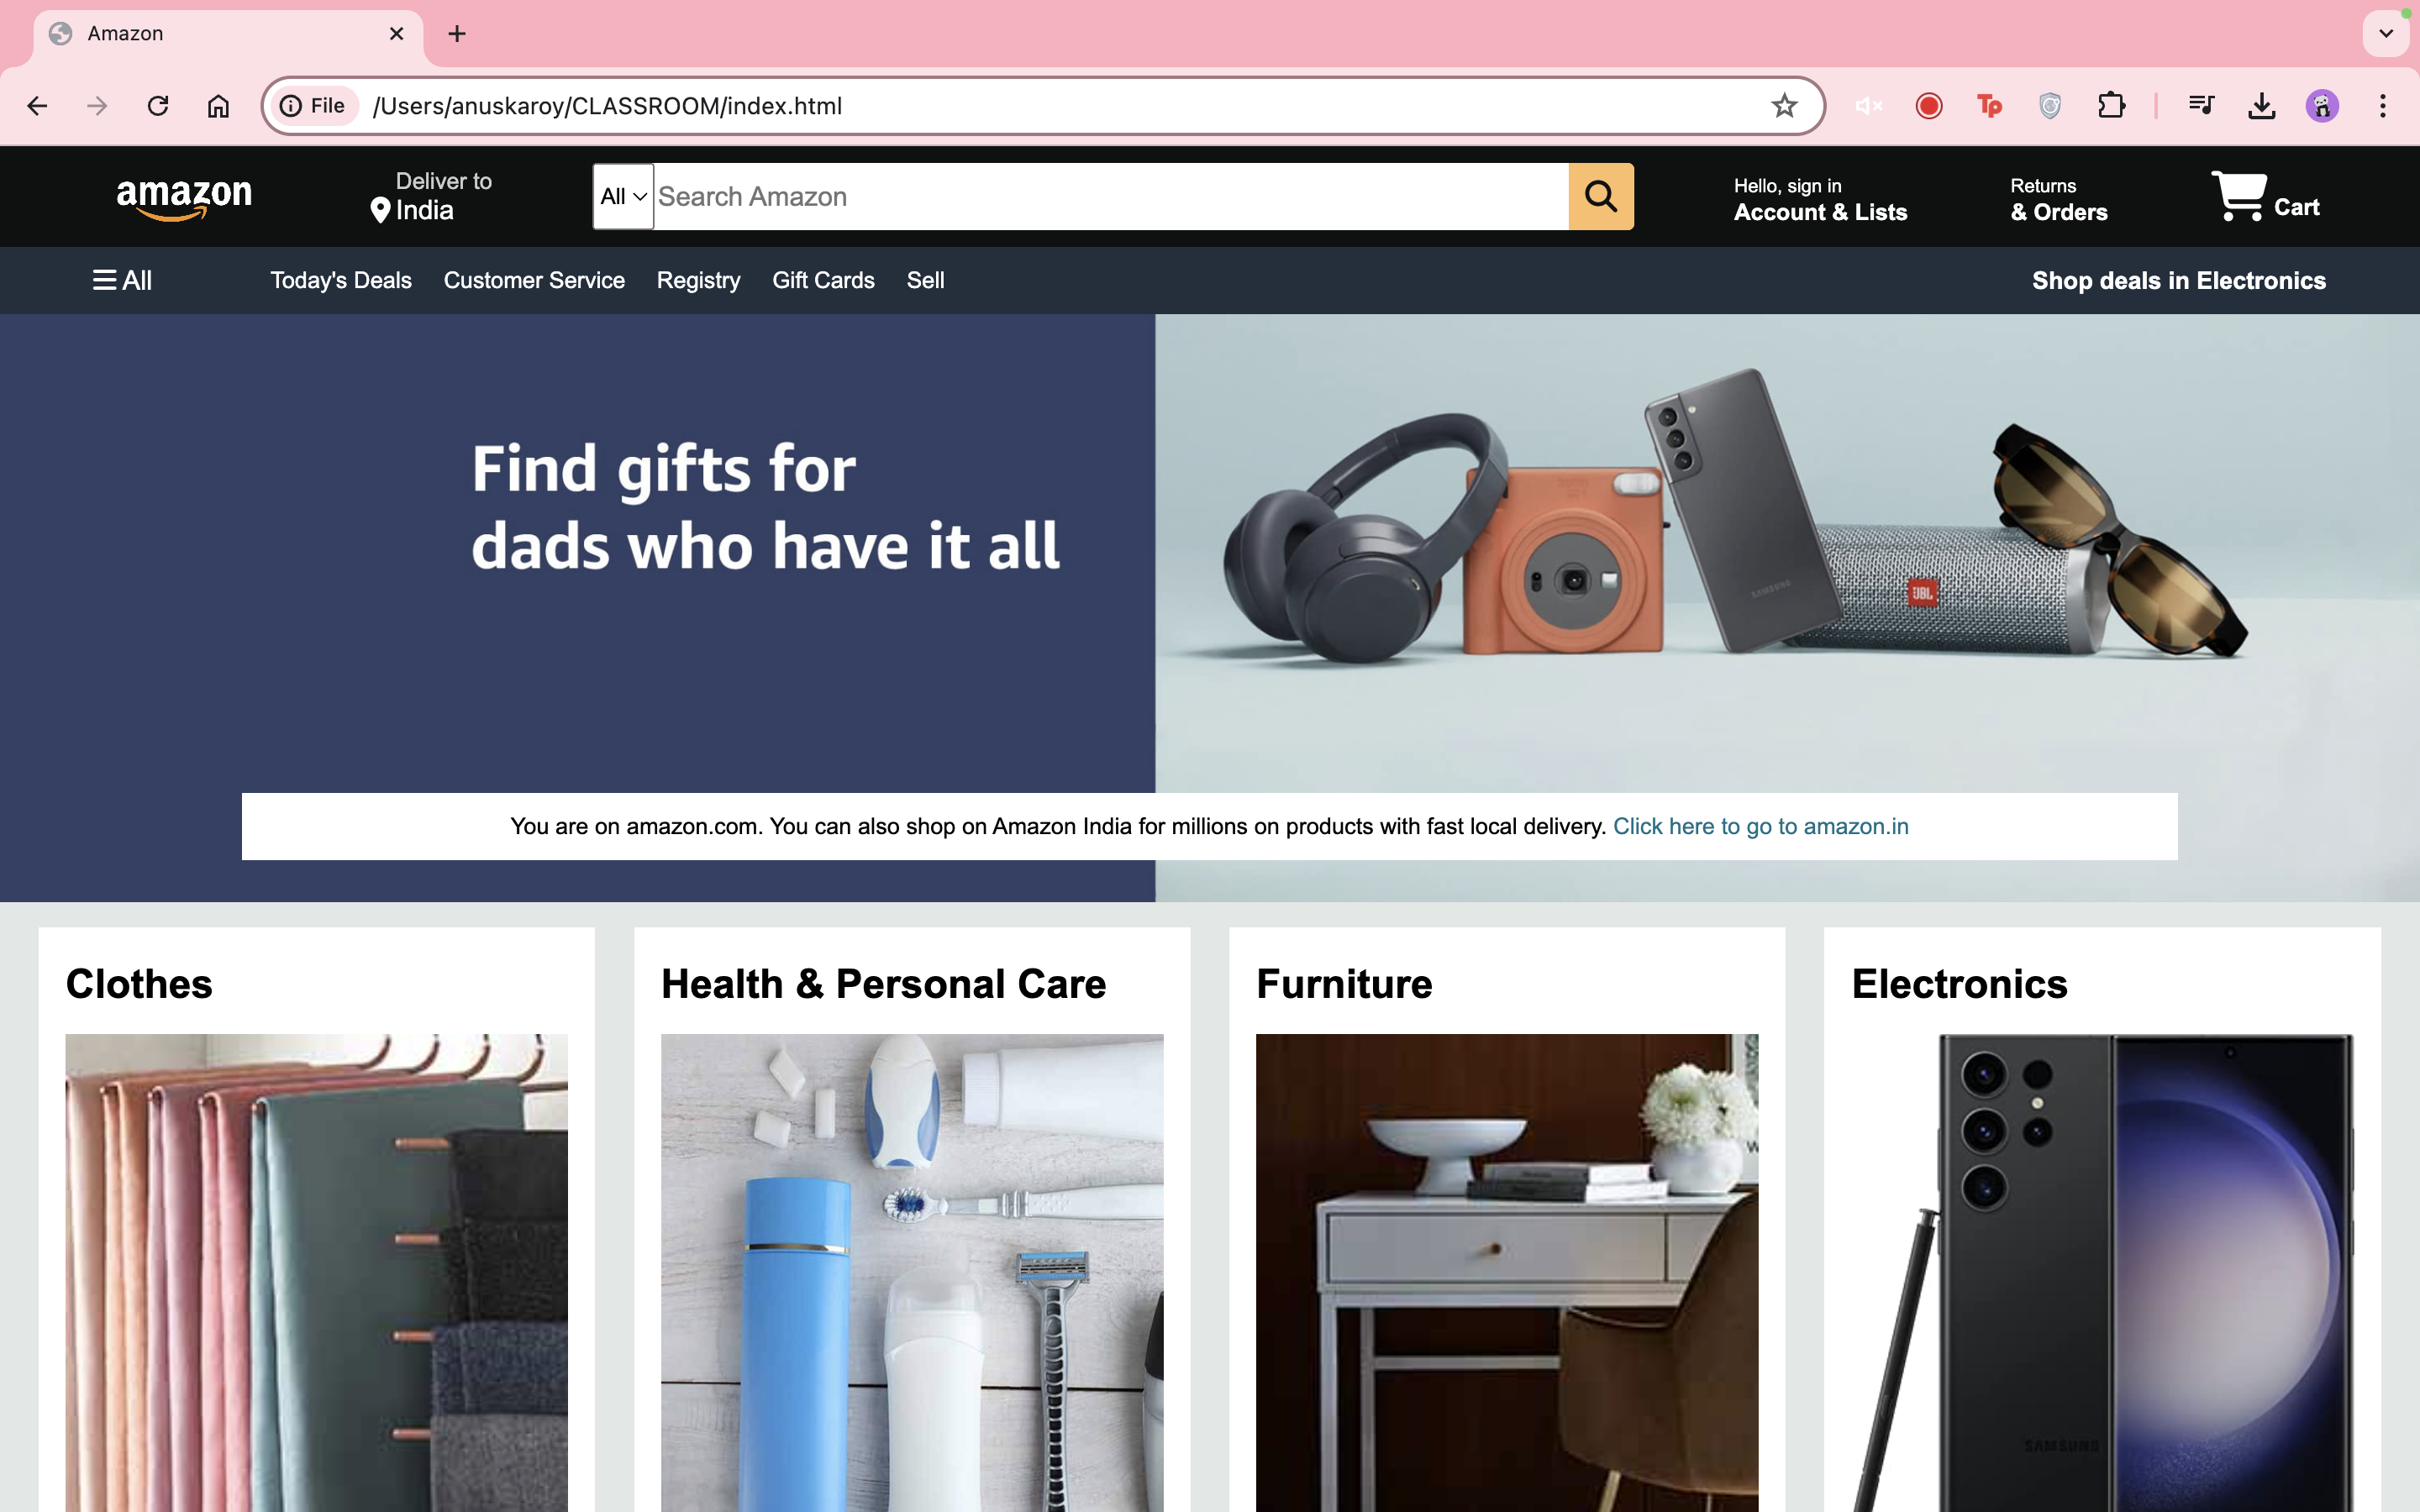 Amazon
File /Users/anuskaroy/CLASSROOM/index.html
Tp
amazon
Deliver to
India
All
Search Amazon
Hello, sign in
Account & Lists
Returns
& Orders
Cart
All
Today's Deals
Customer Service
Registry
Gift Cards
Sell
Shop deals in Electronics
Find gifts for
dads who have it all
SAMSUNG
JBL
You are on amazon.com. You can also shop on Amazon India for millions on products with fast local delivery. Click here to go to amazon.in
Clothes
Health & Personal Care
Furniture
Electronics
SAMSUNG